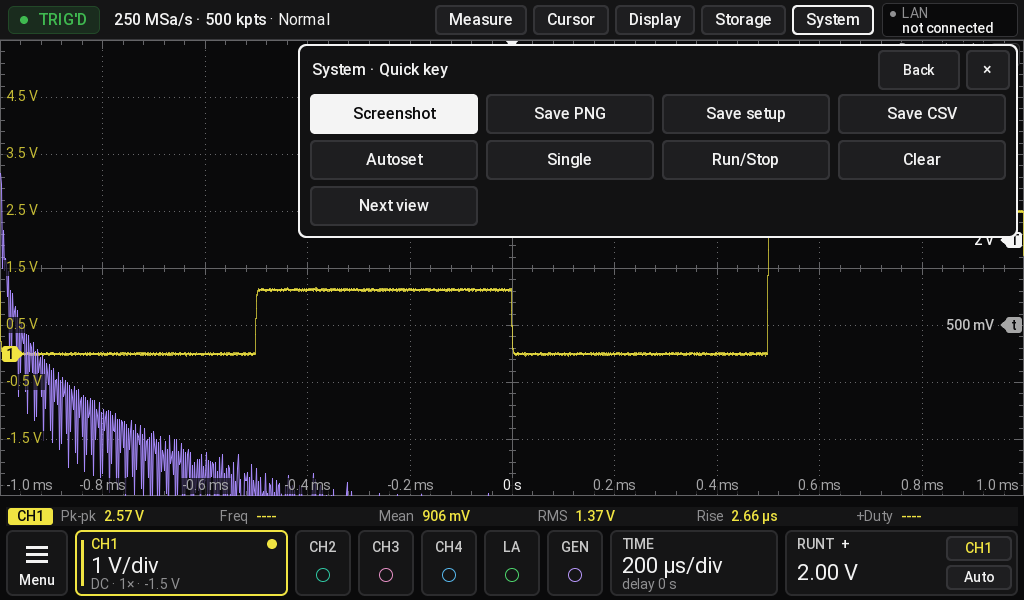 TRIG'D 250 MSa/s · 500 kpts · Normal Measure Cursor Display Storage System LAN
not connected
System · Quick key Back ×
Screenshot Save PNG Save setup Save CSV
Autoset Single Run/Stop Clear
Next view
4.5 V
3.5 V
2.5 V
2 V T
1.5 V
0.5 V 500 mV t
1
-0.5 V
-1.5 V
-1.0 ms -0.8 ms -0.6 ms -0.4 ms -0.2 ms 0 s 0.2 ms 0.4 ms 0.6 ms 0.8 ms 1.0 ms
CH1 Pk-pk 2.57 V Freq ---- Mean 906 mV RMS 1.37 V Rise 2.66 µs +Duty ----
Menu
CH1
1 V/div
DC · 1× · -1.5 V
CH2 CH3 CH4 LA GEN
TIME
200 µs/div
delay 0 s
RUNT + CH1
2.00 V Auto